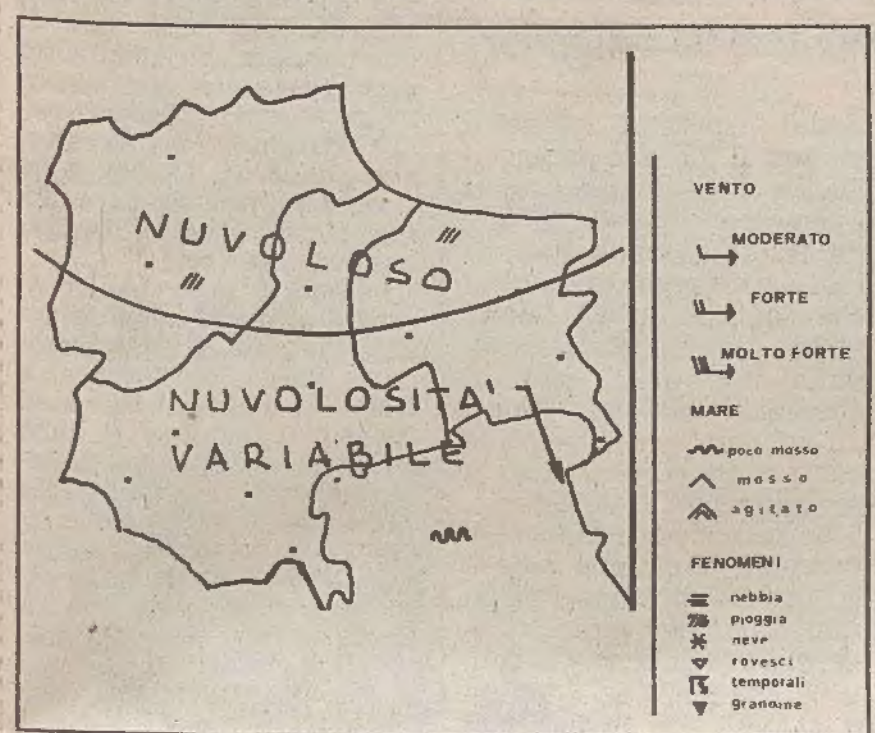 NUVOLOSO
NUVOLOSITA'
VARIABILE
VENTO
MODERATO
FORTE
MOLTO FORTE
MARE
poco mosso
mosso
agitato
FENOMENI
nebbia
pioggia
neve
rovesci
temporali
grandine